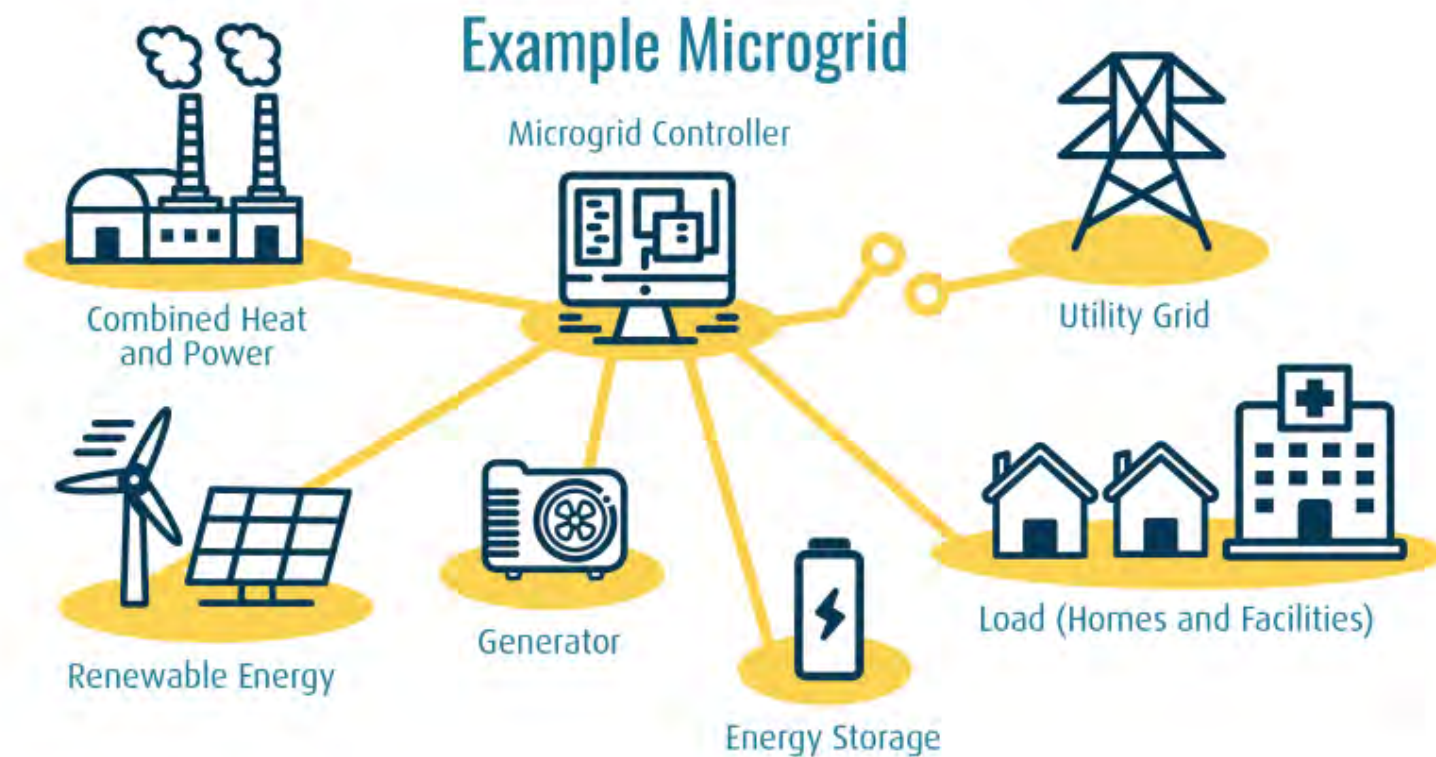 Example Microgrid
Microgrid Controller
Combined Heat
and Power
Utility Grid
Renewable Energy
Generator
Energy Storage
Load (Homes and Facilities)